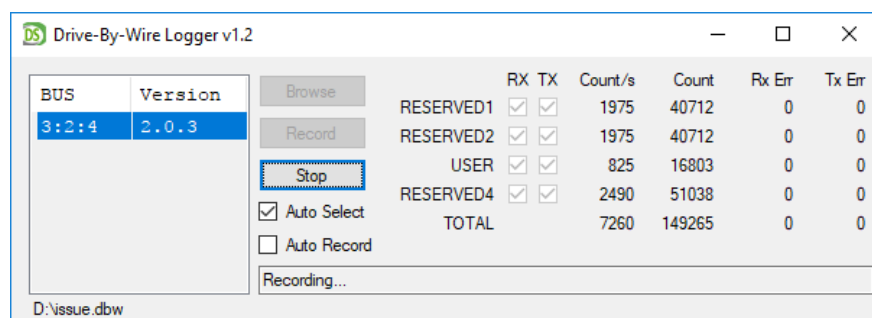 DS Drive-By-Wire Logger v1.2
BUS Version
3:2:4 2.0.3
Browse
Record
Stop
Auto Select
Auto Record
RX TX Count/s Count Rx Err Tx Err
RESERVED1 1975 40712 0 0
RESERVED2 1975 40712 0 0
USER 825 16803 0 0
RESERVED4 2490 51038 0 0
TOTAL 7260 149265 0 0
Recording...
D:\issue.dbw